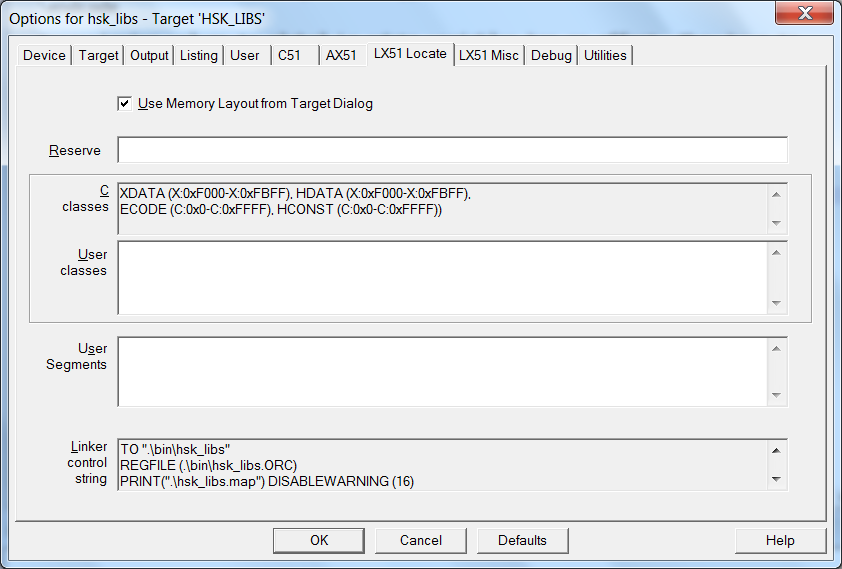 Options for hsk_libs - Target 'HSK_LIBS'
Device Target Output Listing User C51 AX51 LX51 Locate LX51 Misc Debug Utilities
Use Memory Layout from Target Dialog
Reserve
C
classes
XDATA (X:0xF000-X:0xFBFF), HDATA (X:0xF000-X:0xFBFF),
ECODE (C:0x0-C:0xFFFF), HCONST (C:0x0-C:0xFFFF))
User
classes
User
Segments
Linker
control
string
TO ".\bin\hsk_libs"
REGFILE (.\bin\hsk_libs.ORC)
PRINT(".\hsk_libs.map") DISABLEWARNING (16)
OK Cancel Defaults Help